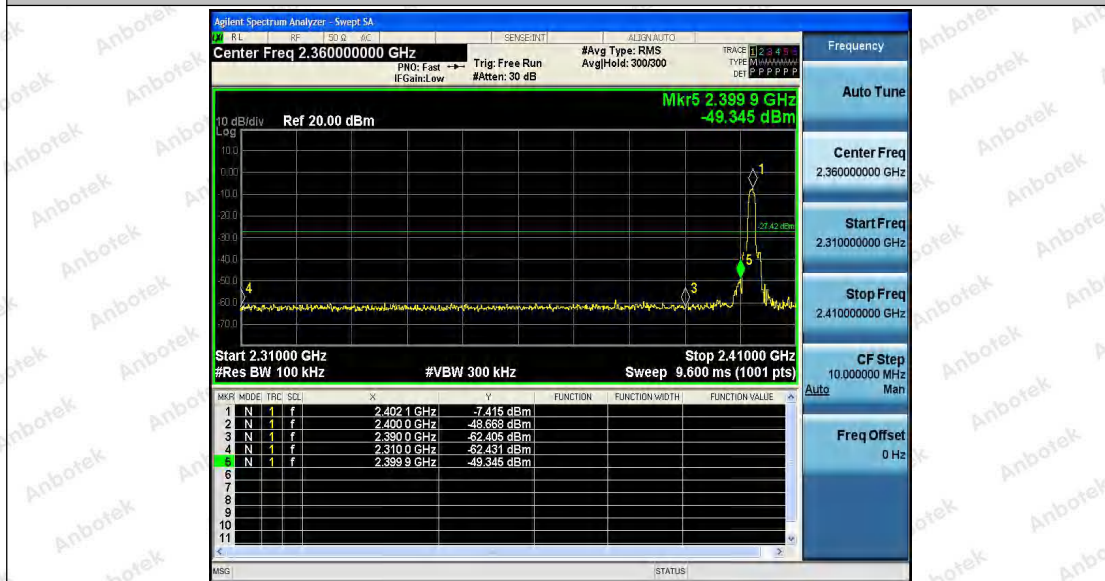 Agilent Spectrum Analyzer - Swept SA
LXI RL RF 50 Ω AC SENSE:INT ALIGN AUTO
Center Freq 2.360000000 GHz
PNO: Fast
IFGain:Low
Trig: Free Run
#Atten: 30 dB
#Avg Type: RMS
Avg|Hold: 300/300
TRACE 1 2 3 4 5 6
TYPE M WWWWW
DET P P P P P P
Mkr5 2.399 9 GHz
-49.345 dBm
10 dB/div Ref 20.00 dBm
Log
10.0
0.00
-10.0
-20.0
-30.0
-40.0
-50.0
-60.0
-70.0
1
-27.42 dBm
5
4
3
Start 2.31000 GHz Stop 2.41000 GHz
#Res BW 100 kHz #VBW 300 kHz Sweep 9.600 ms (1001 pts)
MKR MODE TRC SCL X Y FUNCTION FUNCTION WIDTH FUNCTION VALUE
1 N 1 f 2.402 1 GHz -7.415 dBm
2 N 1 f 2.400 0 GHz -48.668 dBm
3 N 1 f 2.390 0 GHz -62.405 dBm
4 N 1 f 2.310 0 GHz -62.431 dBm
5 N 1 f 2.399 9 GHz -49.345 dBm
6
7
8
9
10
11
MSG STATUS
Frequency
Auto Tune
Center Freq
2.360000000 GHz
Start Freq
2.310000000 GHz
Stop Freq
2.410000000 GHz
CF Step
10.000000 MHz
Auto Man
Freq Offset
0 Hz
Anbotek